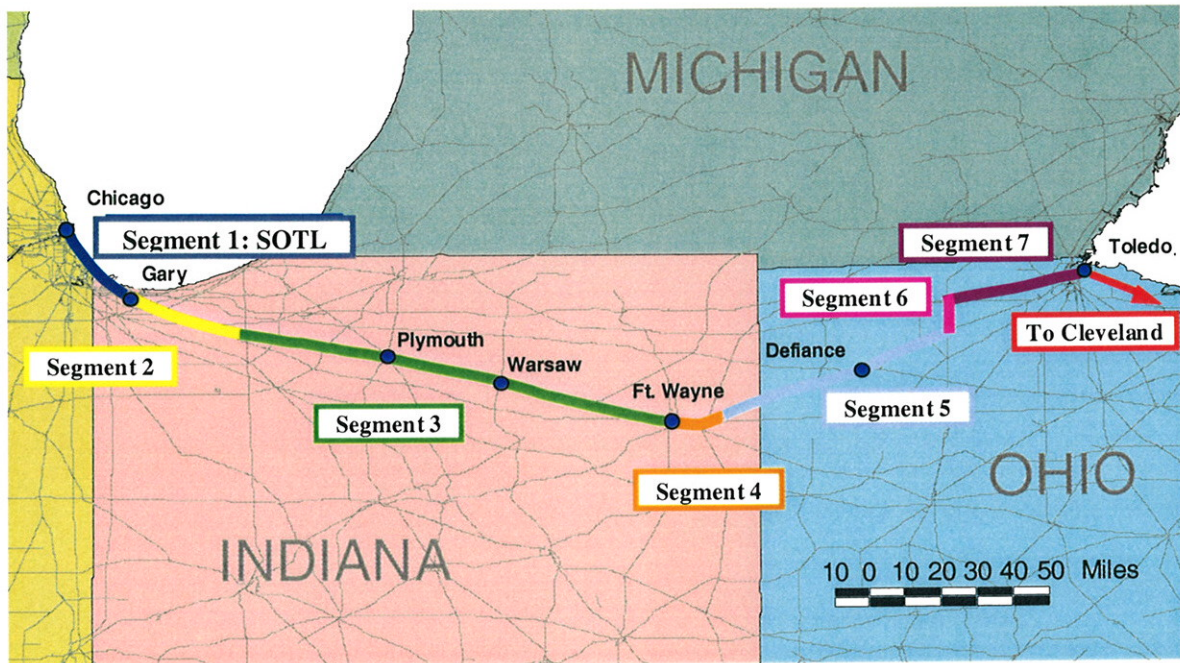 MICHIGAN
Chicago
Segment 1: SOTL
Gary
Segment 7
Toledo
Segment 6
To Cleveland
Plymouth
Segment 2
Warsaw
Defiance
Ft. Wayne
Segment 3
Segment 5
Segment 4
OHIO
INDIANA
10 0 10 20 30 40 50 Miles